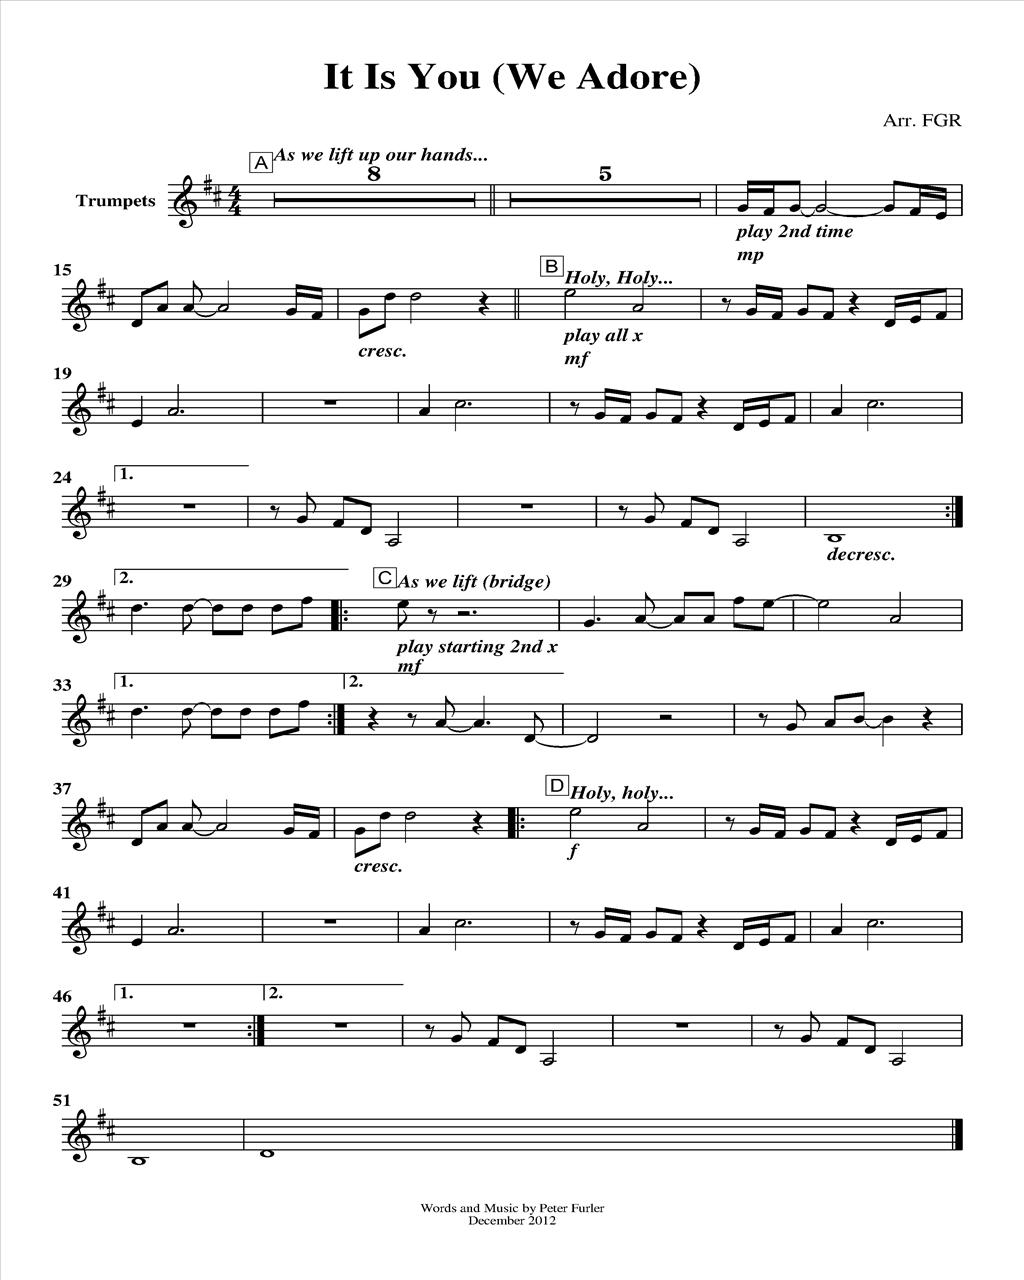 It Is You (We Adore)
Arr. FGR
A As we lift up our hands...
8 5
Trumpets
4
4
play 2nd time
mp
15
B Holy, Holy...
cresc.
play all x
mf
19
24
1.
decresc.
29
2.
C As we lift (bridge)
play starting 2nd x
mf
33
1. 2.
37
D Holy, holy...
cresc.
f
41
46
1. 2.
51
Words and Music by Peter Furler
December 2012